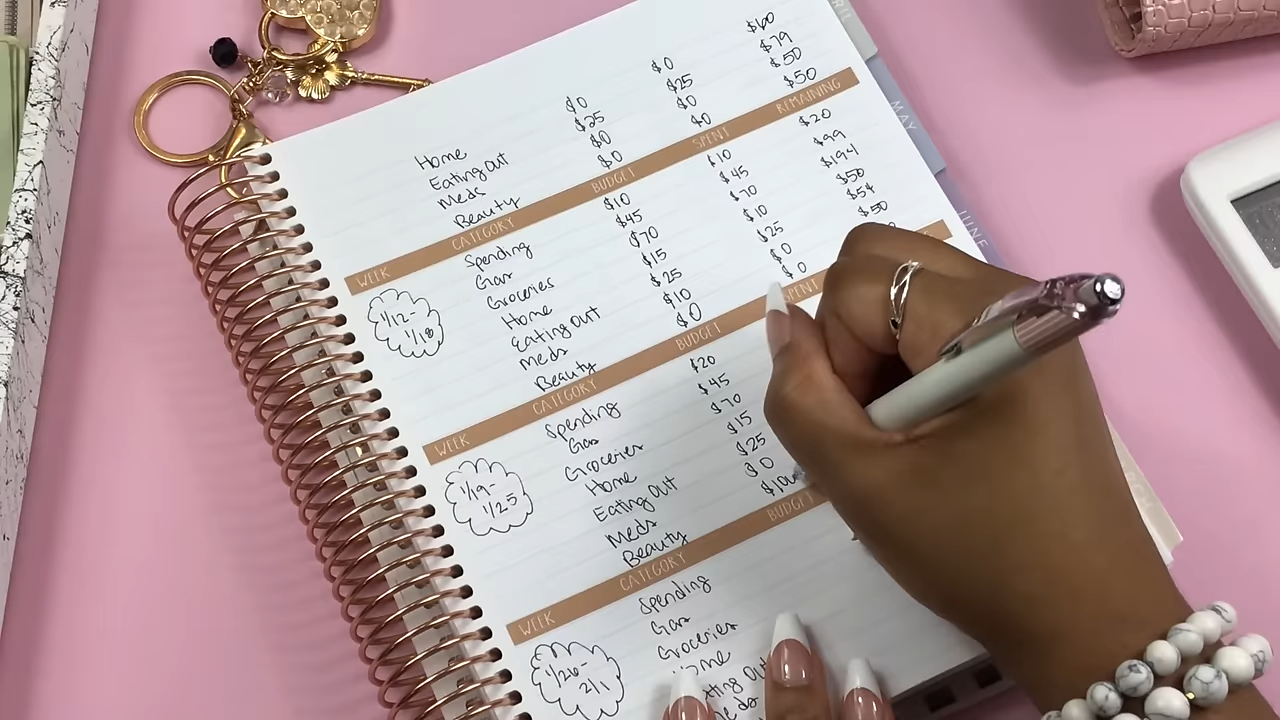 Home $0 $0 $60
Eating out $25 $25 $79
Meds $0 $0 $50
Beauty $0 $0 $50
WEEK CATEGORY BUDGET SPENT REMAINING
1/12-
1/18
Spending $10 $10 $20
Gas $45 $45 $99
Groceries $70 $70 $194
Home $15 $10 $50
Eating out $25 $25 $54
Meds $10 $0 $50
Beauty $0 $0
WEEK CATEGORY BUDGET SPENT
1/19-
1/25
Spending $20
Gas $45
Groceries $70
Home $15
Eating out $25
Meds $0
Beauty
WEEK CATEGORY BUDGET
1/26-
2/1
Spending
Gas
Groceries
MAY
JUNE